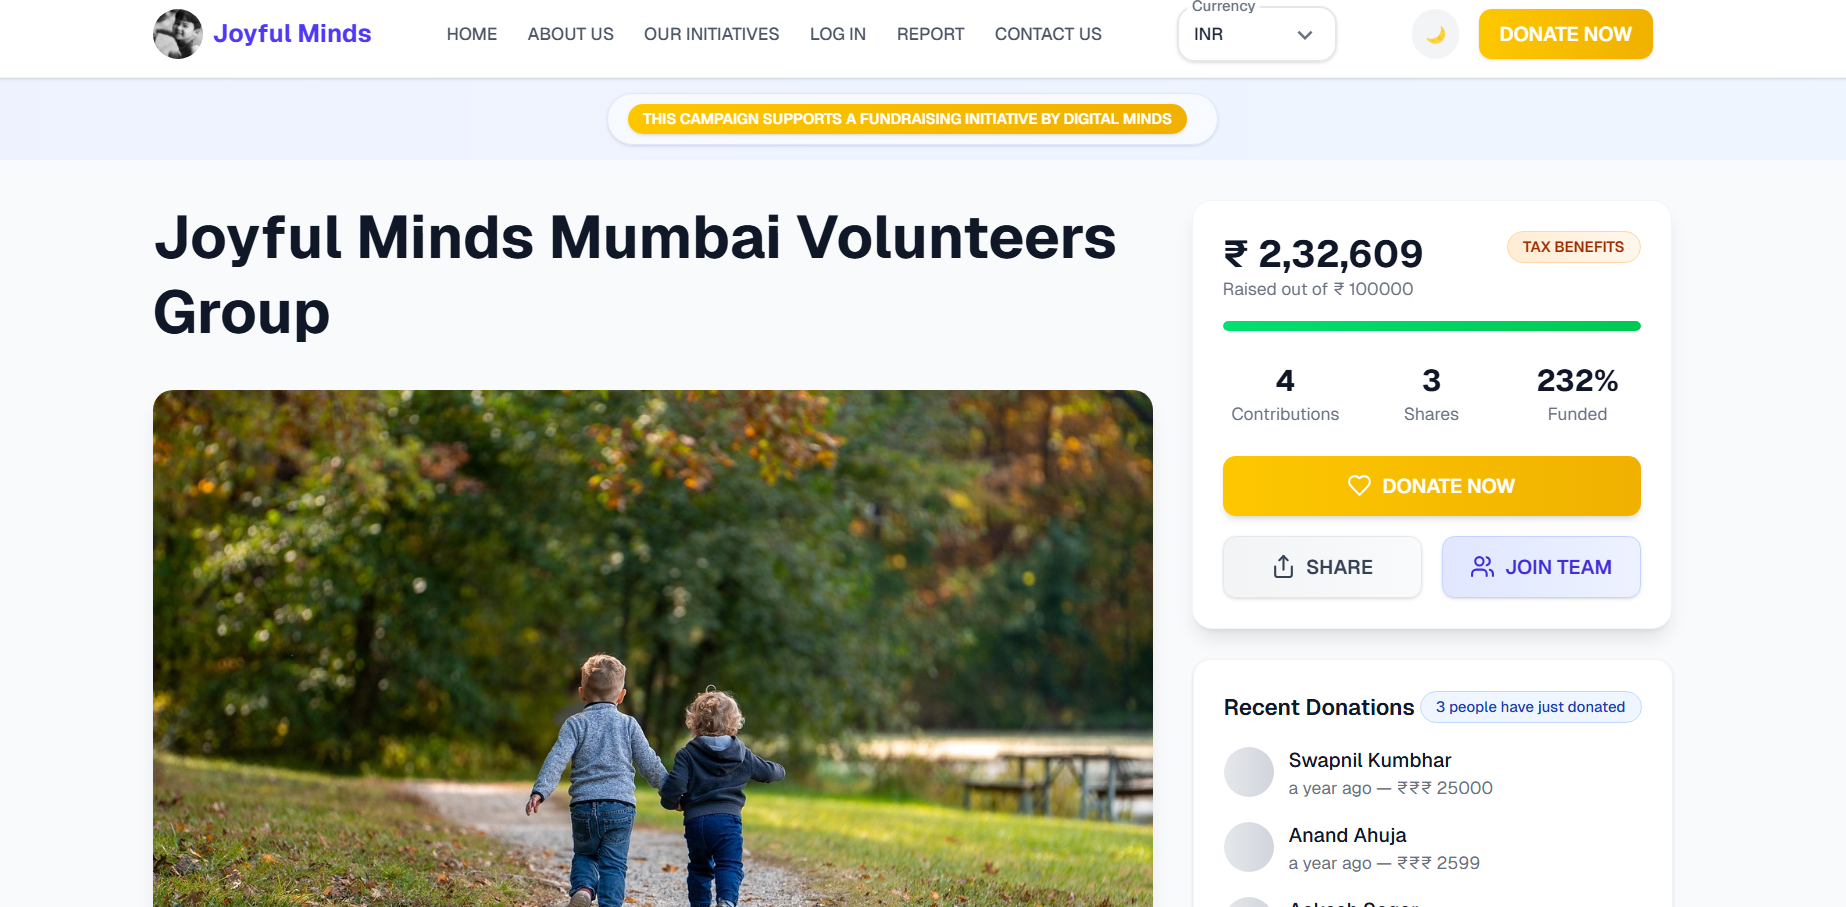 Joyful Minds
HOME
ABOUT US
OUR INITIATIVES
LOG IN
REPORT
CONTACT US
Currency
INR
DONATE NOW
THIS CAMPAIGN SUPPORTS A FUNDRAISING INITIATIVE BY DIGITAL MINDS
Joyful Minds Mumbai Volunteers
Group
₹ 2,32,609
TAX BENEFITS
Raised out of ₹ 100000
4
Contributions
3
Shares
232%
Funded
DONATE NOW
SHARE
JOIN TEAM
Recent Donations
3 people have just donated
Swapnil Kumbhar
a year ago — ₹₹₹ 25000
Anand Ahuja
a year ago — ₹₹₹ 2599